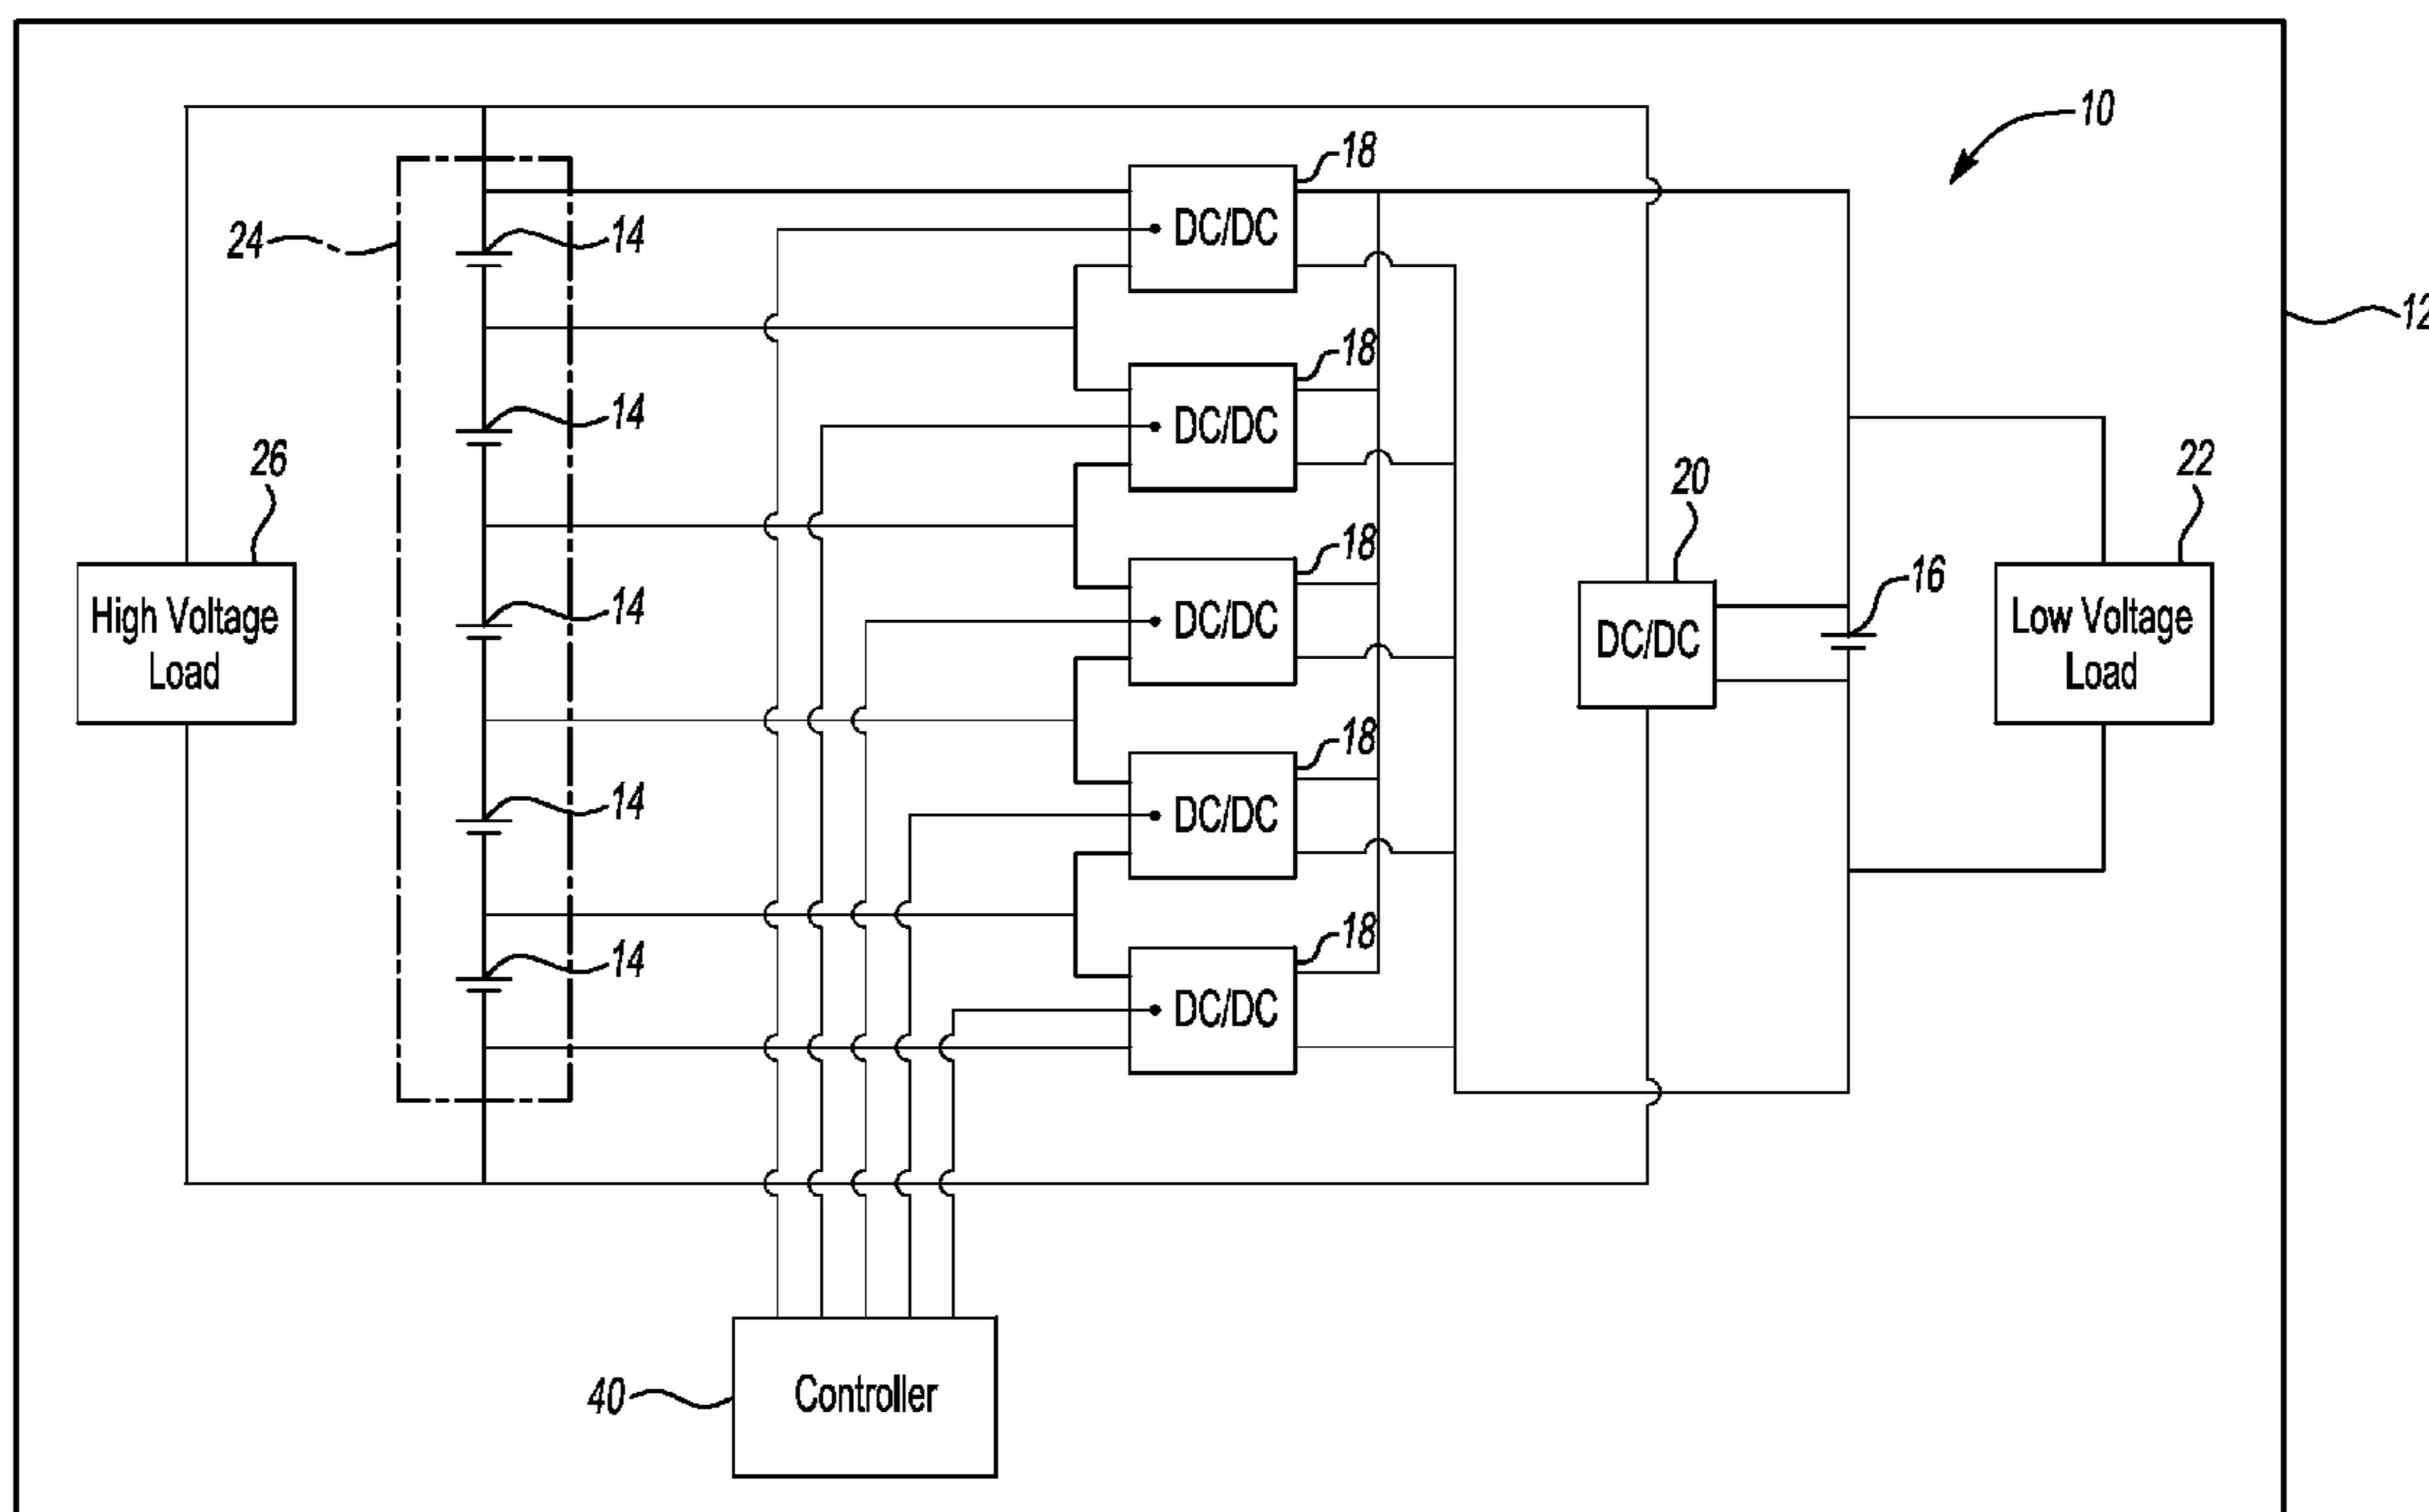 10
18
DC/DC
24
14
12
18
DC/DC
14
26
20
22
18
DC/DC
14
16
High Voltage
Load
DC/DC
Low Voltage
Load
18
DC/DC
14
18
DC/DC
14
40
Controller